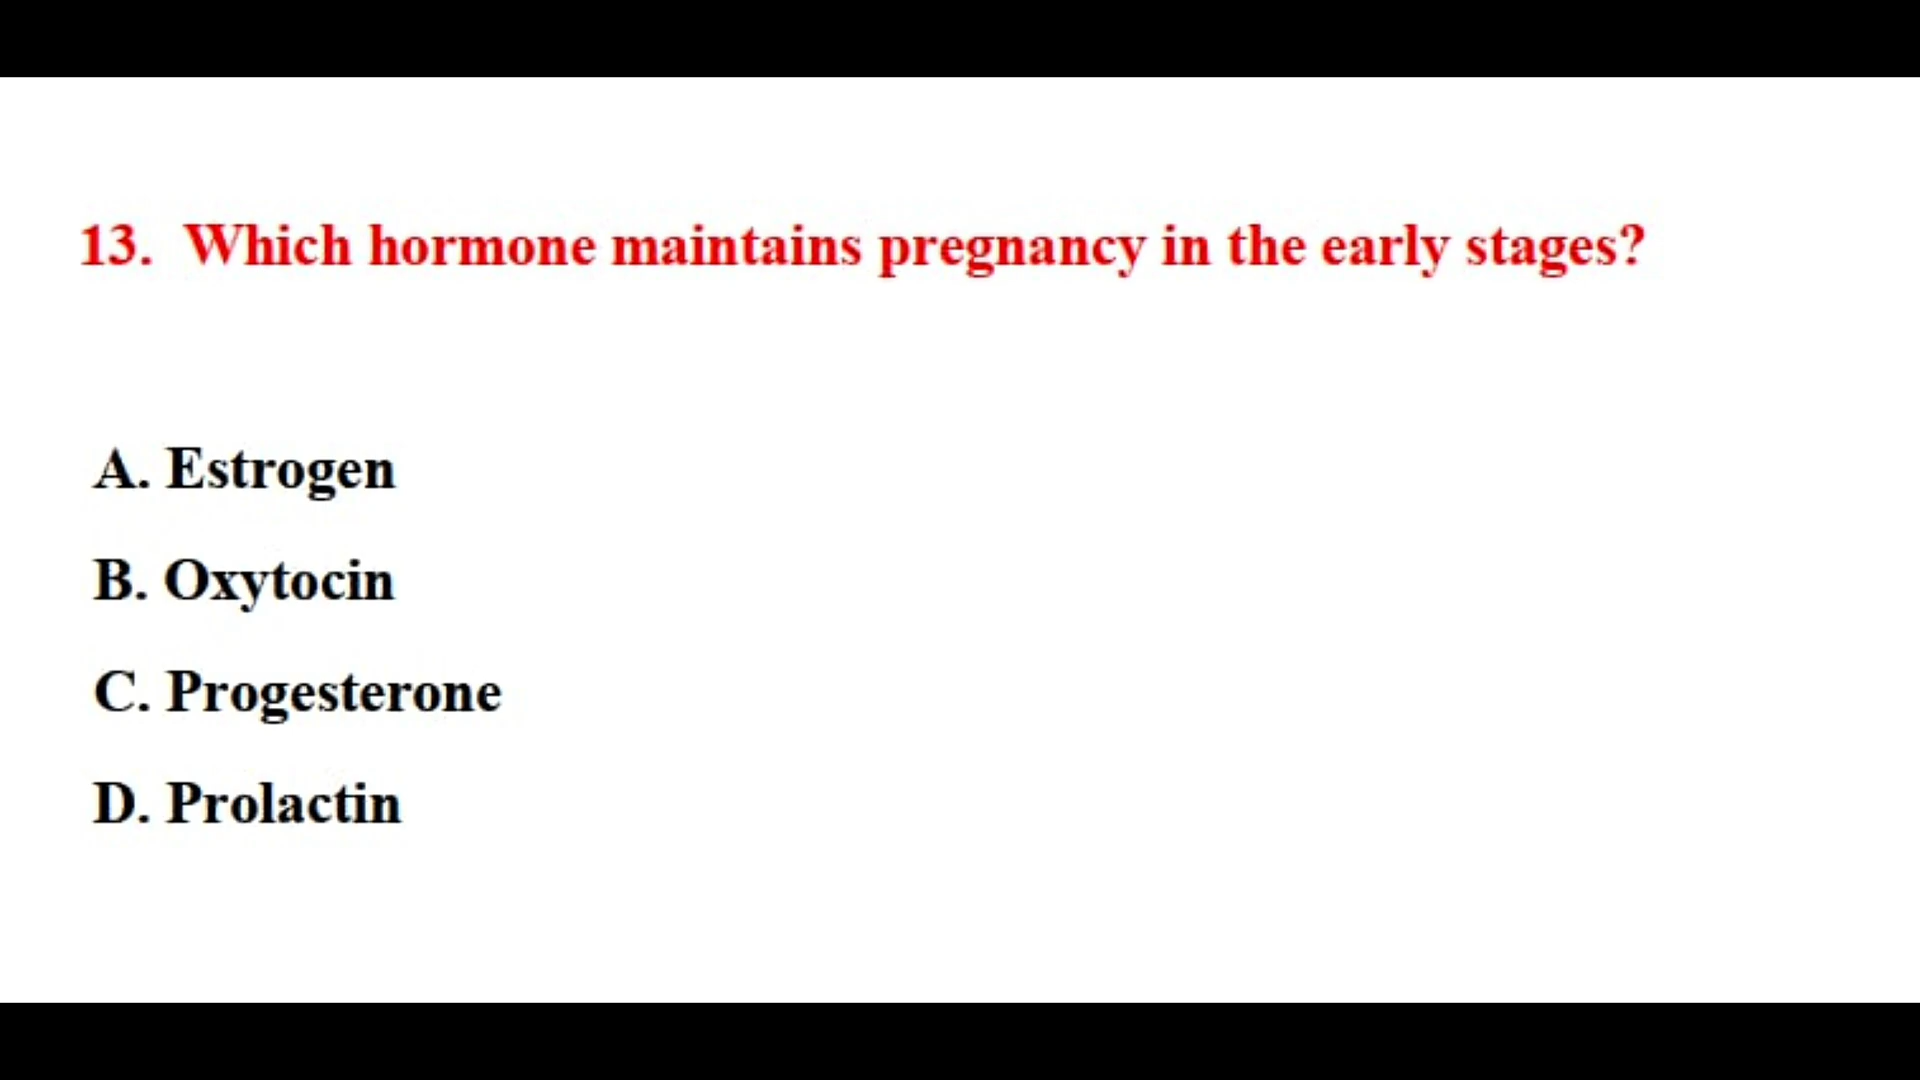 13. Which hormone maintains pregnancy in the early stages?
A. Estrogen
B. Oxytocin
C. Progesterone
D. Prolactin